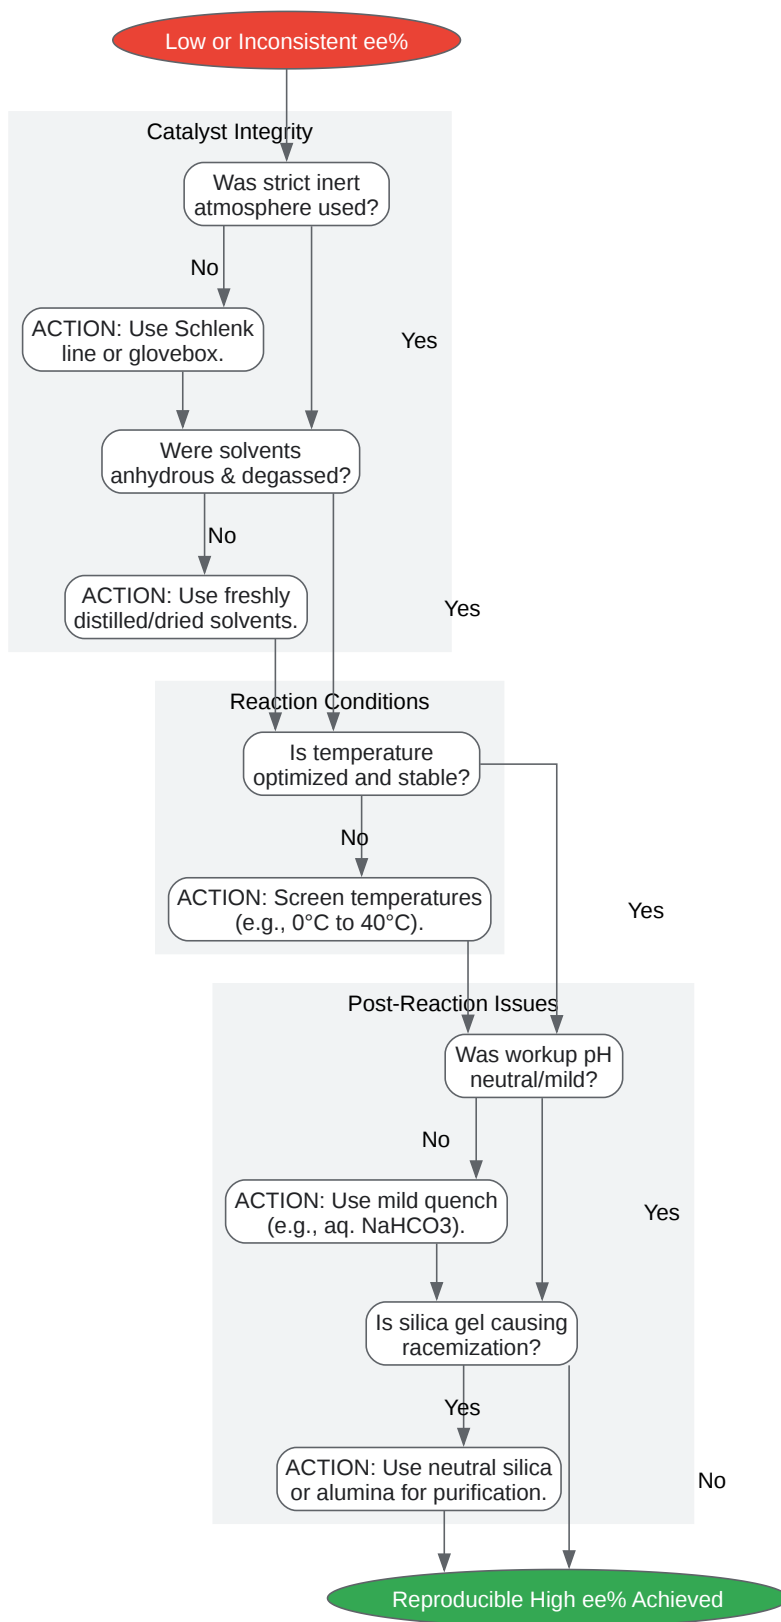 Low or Inconsistent ee%
Catalyst Integrity
Was strict inert
atmosphere used?
No
ACTION: Use Schlenk
line or glovebox.
Yes
Were solvents
anhydrous & degassed?
No
ACTION: Use freshly
distilled/dried solvents.
Yes
Reaction Conditions
Is temperature
optimized and stable?
No
ACTION: Screen temperatures
(e.g., 0°C to 40°C).
Yes
Post-Reaction Issues
Was workup pH
neutral/mild?
No
ACTION: Use mild quench
(e.g., aq. NaHCO3).
Yes
Is silica gel causing
racemization?
Yes
ACTION: Use neutral silica
or alumina for purification.
No
Reproducible High ee% Achieved